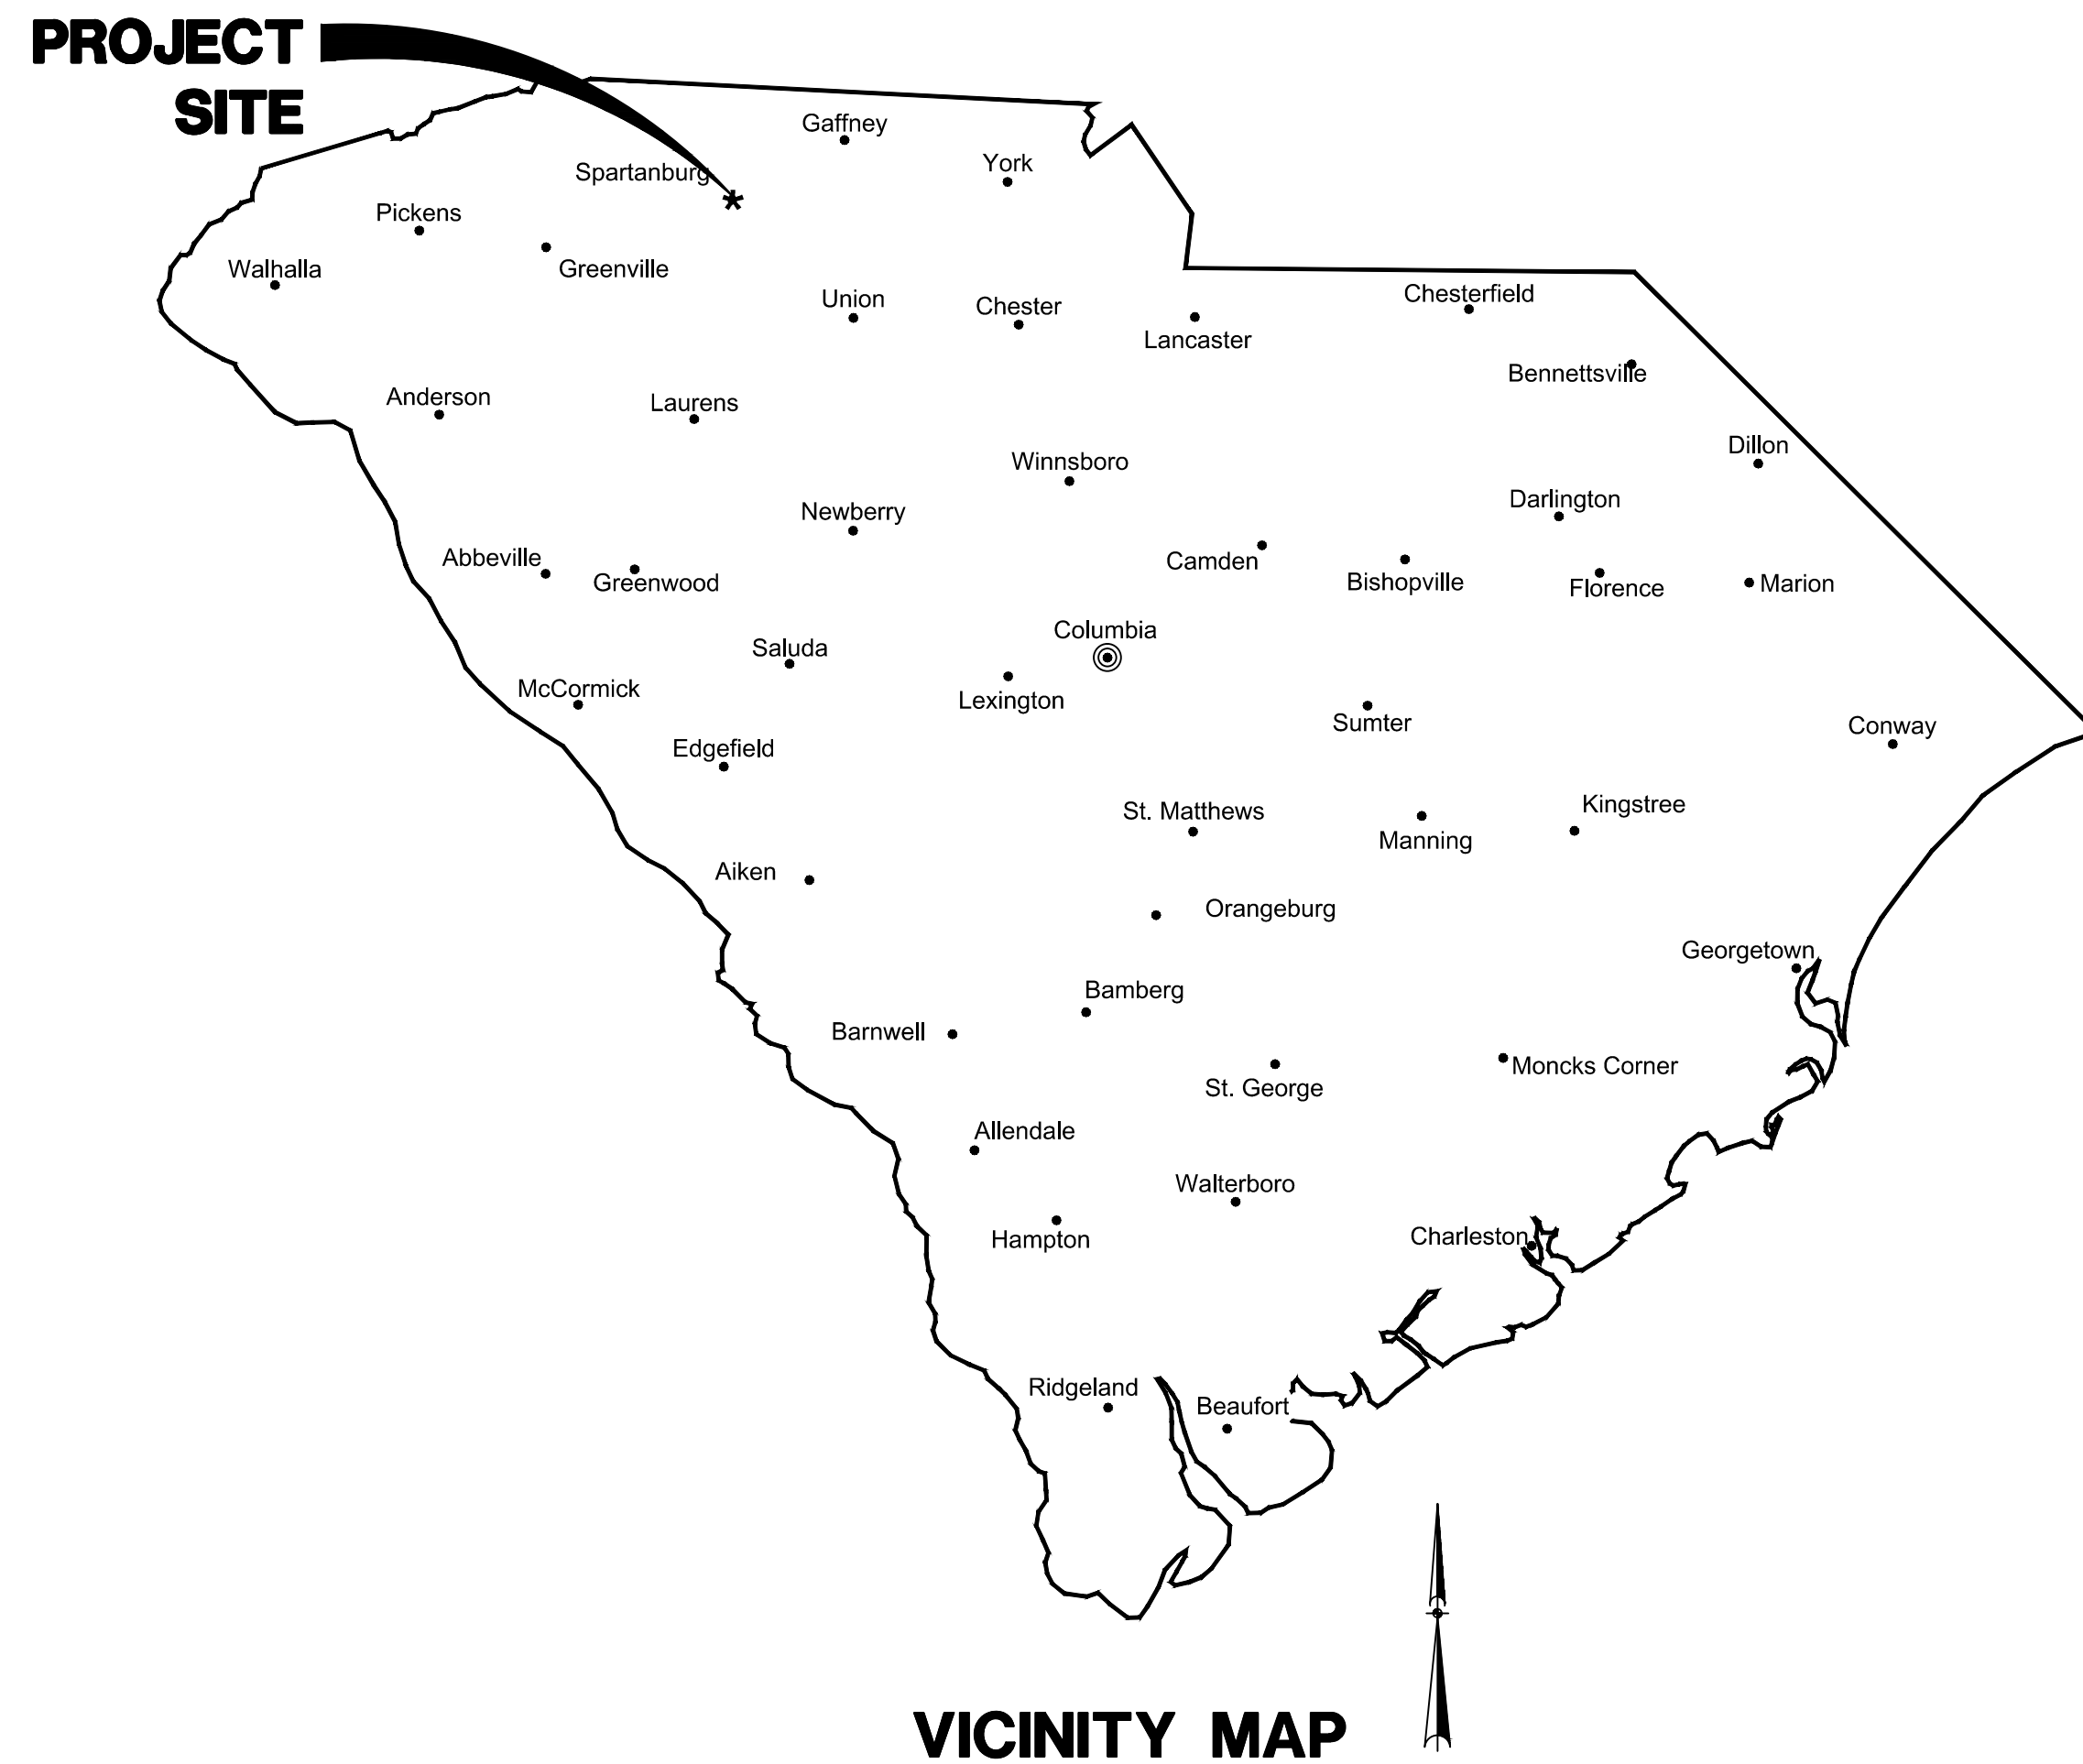 PROJECT
SITE
Gaffney
York
Spartanburg
Pickens
Walhalla
Greenville
Union
Chester
Chesterfield
Lancaster
Bennettsville
Anderson
Laurens
Dillon
Winnsboro
Darlington
Newberry
Abbeville
Camden
Greenwood
Bishopville
Florence
Marion
Columbia
Saluda
McCormick
Lexington
Sumter
Conway
Edgefield
Kingstree
St. Matthews
Manning
Aiken
Orangeburg
Georgetown
Bamberg
Barnwell
Moncks Corner
St. George
Allendale
Walterboro
Hampton
Charleston
Ridgeland
Beaufort
VICINITY MAP